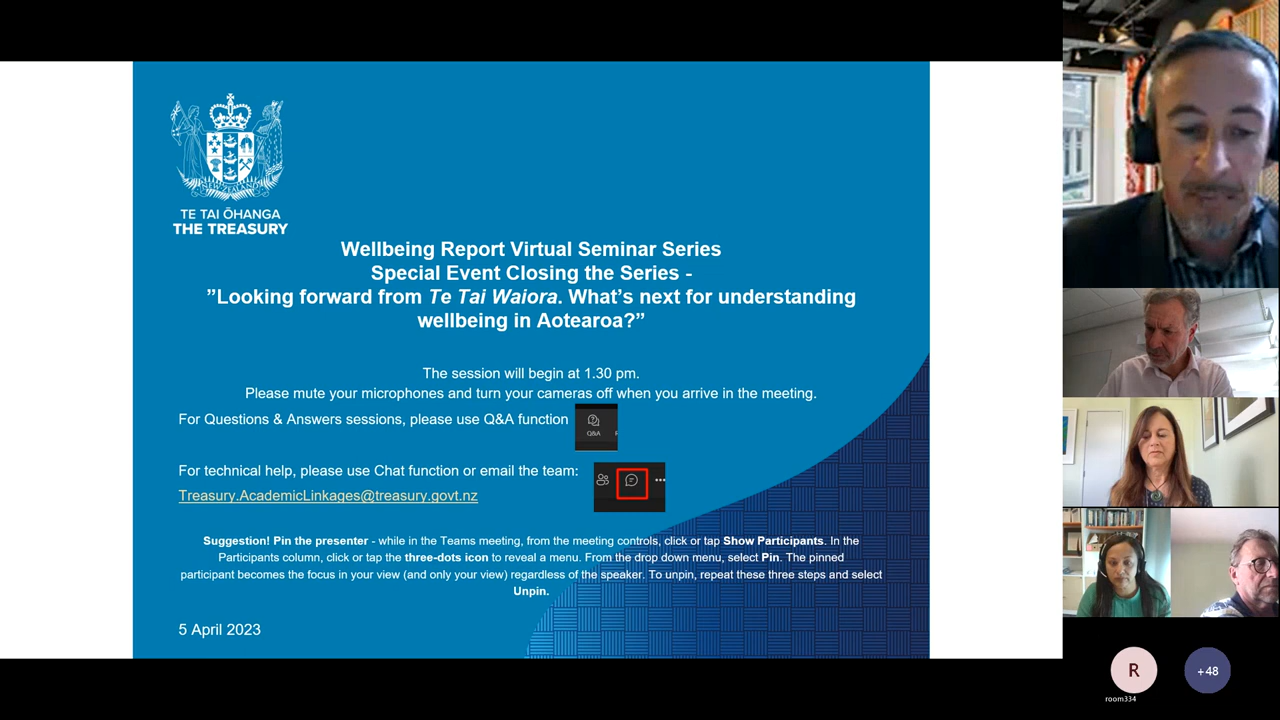 NEW ZEALAND
TE TAI ŌHANGA
THE TREASURY
Wellbeing Report Virtual Seminar Series
Special Event Closing the Series -
”Looking forward from Te Tai Waiora. What’s next for understanding
wellbeing in Aotearoa?”
The session will begin at 1.30 pm.
Please mute your microphones and turn your cameras off when you arrive in the meeting.
For Questions & Answers sessions, please use Q&A function
Q&A
For technical help, please use Chat function or email the team:
Treasury.AcademicLinkages@treasury.govt.nz
Suggestion! Pin the presenter - while in the Teams meeting, from the meeting controls, click or tap Show Participants. In the
Participants column, click or tap the three-dots icon to reveal a menu. From the drop down menu, select Pin. The pinned
participant becomes the focus in your view (and only your view) regardless of the speaker. To unpin, repeat these three steps and select
Unpin.
5 April 2023
R
+48
room334